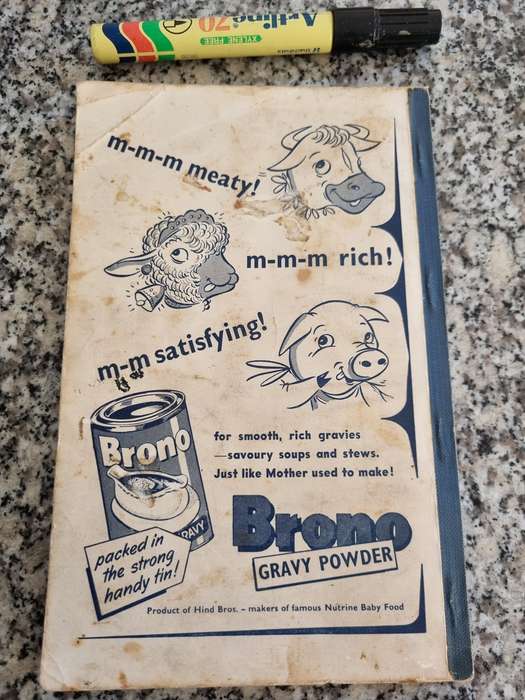 Artline 70
XYLENE FREE
m-m-m meaty!
m-m-m rich!
m-m satisfying!
Brono
GRAVY
for smooth, rich gravies
—savoury soups and stews.
Just like Mother used to make!
Brono
GRAVY POWDER
packed in
the strong
handy tin!
Product of Hind Bros. – makers of famous Nutrine Baby Food